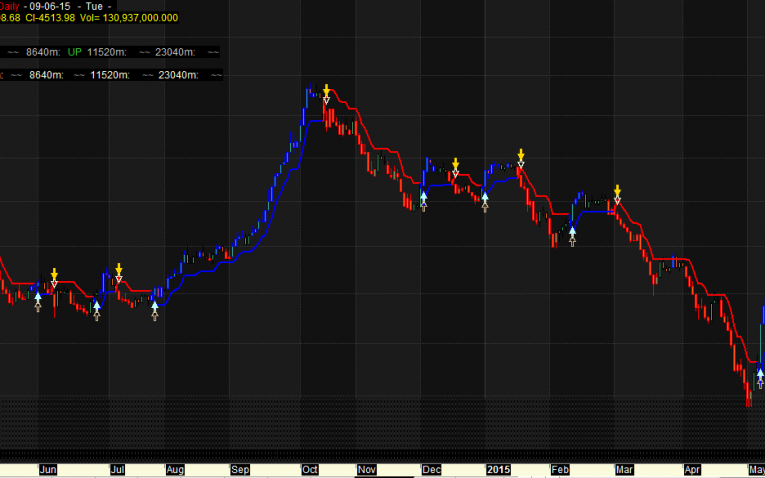 Daily - 09-06-15 - Tue -
8.68 Cl-4513.98 Vol= 130,937,000.000
~~ 8640m: UP 11520m: ~~ 23040m: ~~
: ~~ 8640m: ~~ 11520m: ~~ 23040m: ~~
Jun Jul Aug Sep Oct Nov Dec 2015 Feb Mar Apr May